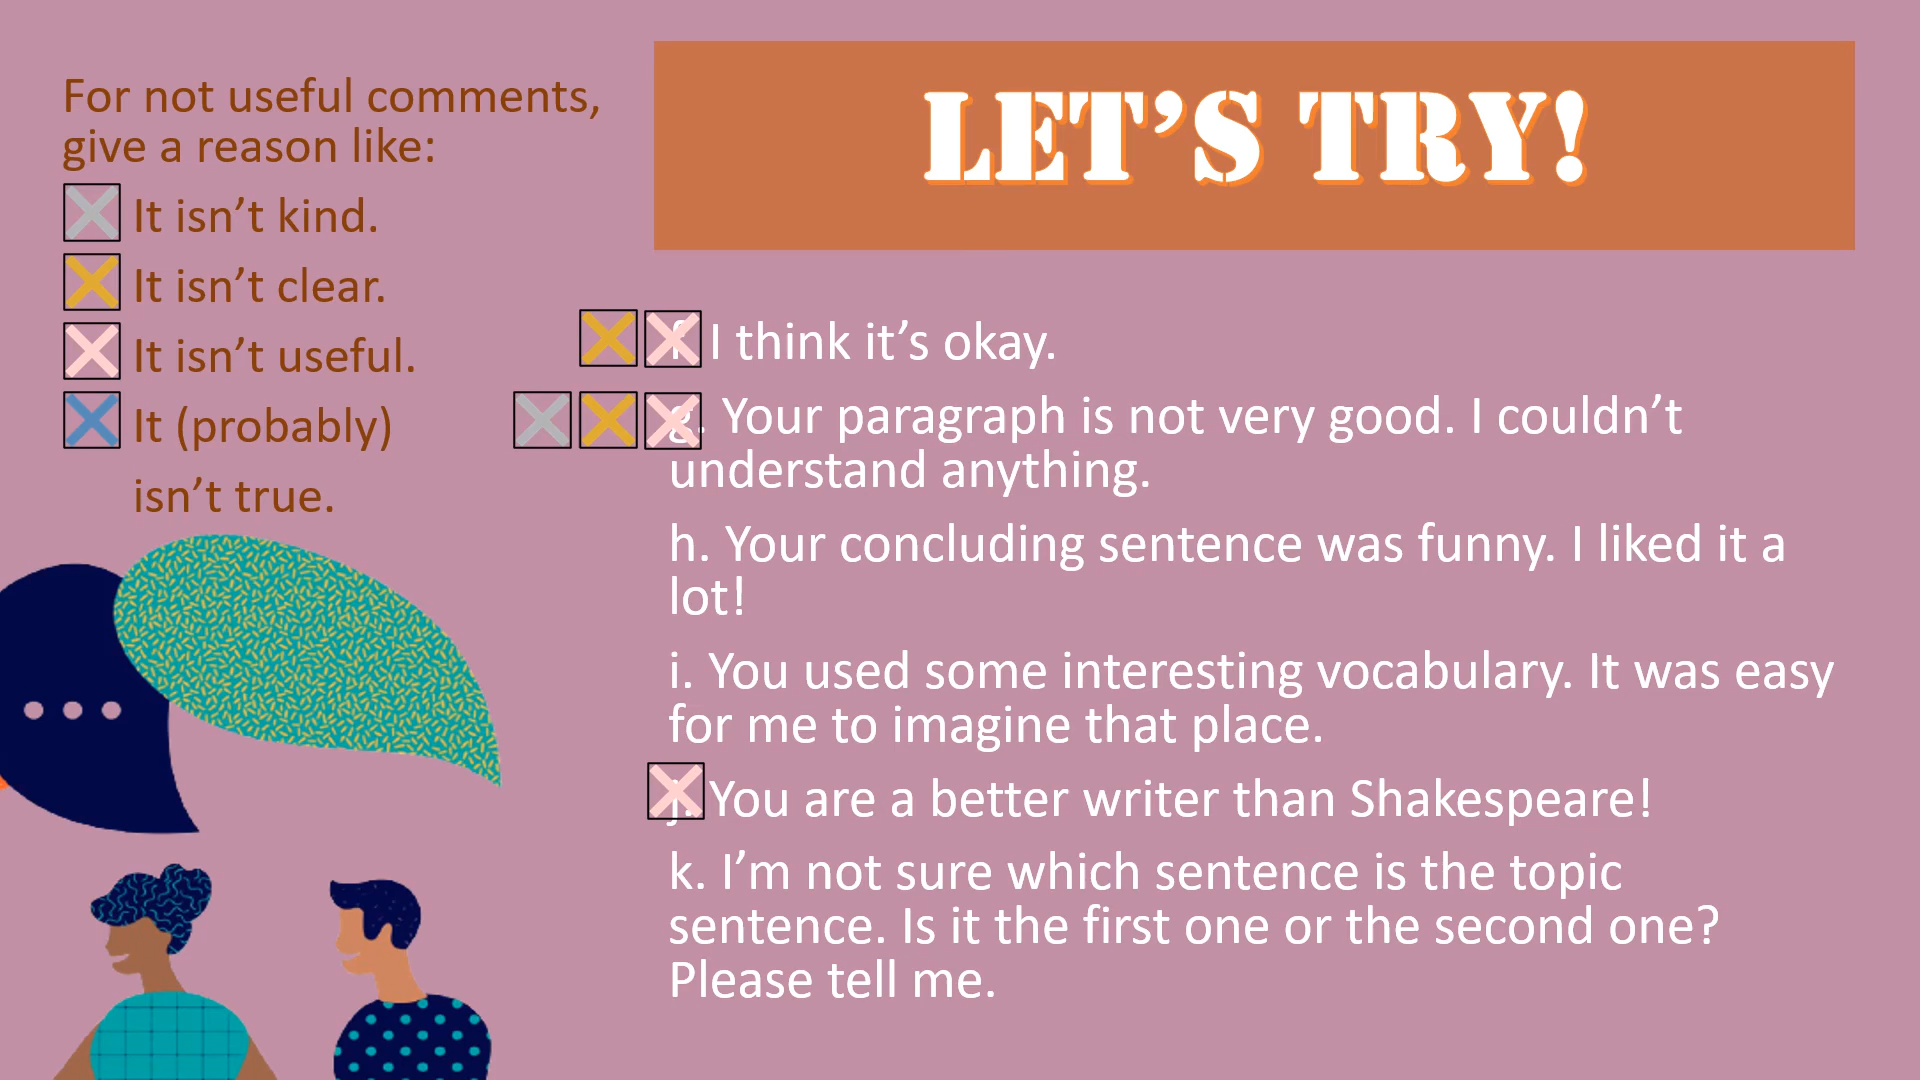 For not useful comments,
give a reason like:
It isn’t kind.
It isn’t clear.
It isn’t useful.
It (probably)
isn’t true.
LET’S TRY!
f. I think it’s okay.
g. Your paragraph is not very good. I couldn’t
understand anything.
h. Your concluding sentence was funny. I liked it a
lot!
i. You used some interesting vocabulary. It was easy
for me to imagine that place.
j. You are a better writer than Shakespeare!
k. I’m not sure which sentence is the topic
sentence. Is it the first one or the second one?
Please tell me.